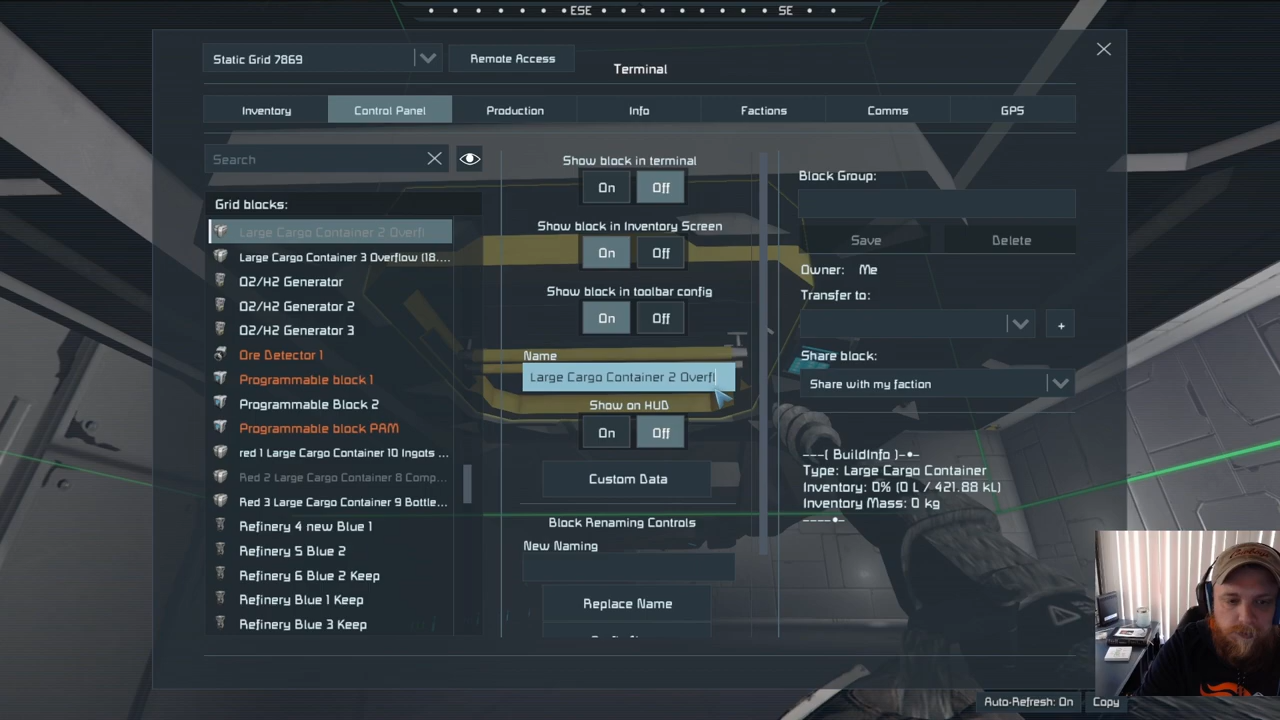 ESE SE
Static Grid 7869
Remote Access
Terminal
Inventory
Control Panel
Production
Info
Factions
Comms
GPS
Search
Grid blocks:
Large Cargo Container 2 Overfl
Large Cargo Container 3 Overflow (18....
O2/H2 Generator
O2/H2 Generator 2
O2/H2 Generator 3
Ore Detector 1
Programmable block 1
Programmable Block 2
Programmable block PAM
red 1 Large Cargo Container 10 Ingots ...
Red 2 Large Cargo Container 8 Comp...
Red 3 Large Cargo Container 9 Bottle...
Refinery 4 new Blue 1
Refinery 5 Blue 2
Refinery 6 Blue 2 Keep
Refinery Blue 1 Keep
Refinery Blue 3 Keep
Show block in terminal
On Off
Show block in Inventory Screen
On Off
Show block in toolbar config
On Off
Name
Large Cargo Container 2 Overfl
Show on HUD
On Off
Custom Data
Block Renaming Controls
New Naming
Replace Name
Block Group:
Save
Delete
Owner: Me
Transfer to:
+
Share block:
Share with my faction
---( BuildInfo )-•-
Type: Large Cargo Container
Inventory: 0% (0 L / 421.88 kL)
Inventory Mass: 0 kg
----•-
Auto-Refresh: On
Copy